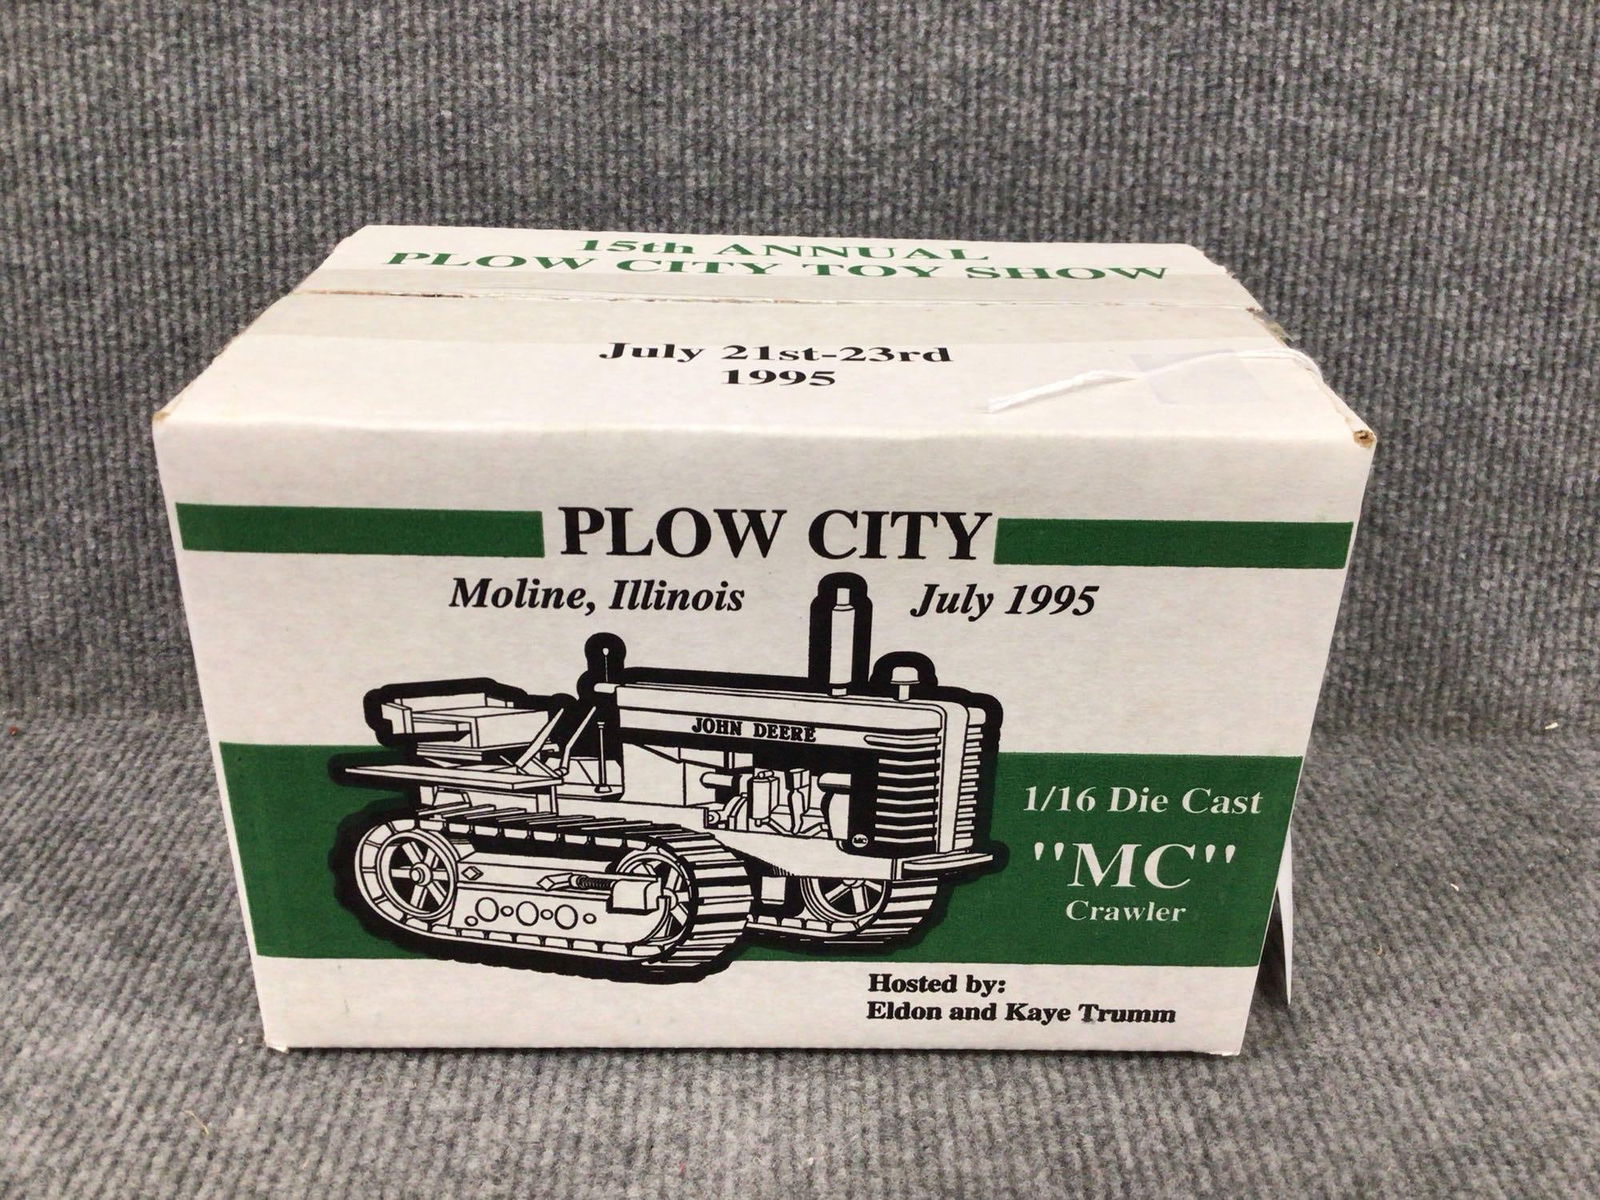 15th ANNUAL
PLOW CITY TOY SHOW
July 21st-23rd
1995
PLOW CITY
Moline, Illinois July 1995
JOHN DEERE
MC
1/16 Die Cast
"MC"
Crawler
Hosted by:
Eldon and Kaye Trumm